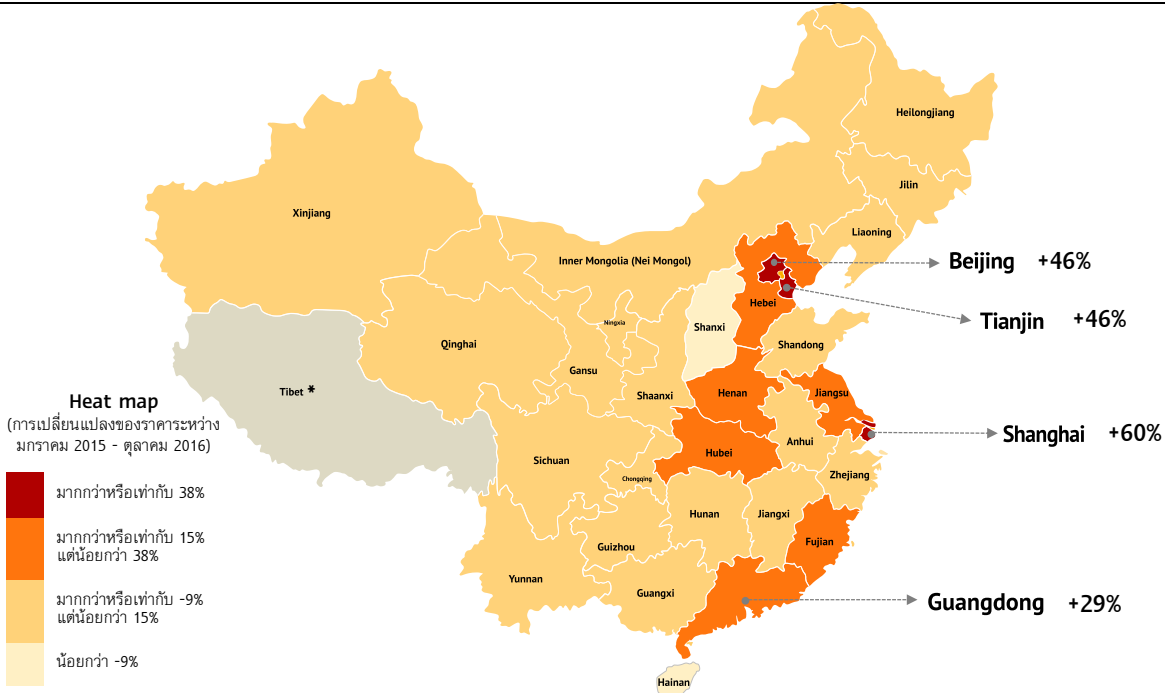 Heilongjiang
Jilin
Xinjiang
Liaoning
Inner Mongolia (Nei Mongol)
Beijing +46%
Hebei
Tianjin +46%
Ningxia
Shanxi
Qinghai
Shandong
Gansu
Tibet *
Shaanxi
Henan
Jiangsu
Heat map
(การเปลี่ยนแปลงของราคาระหว่าง
มกราคม 2015 - ตุลาคม 2016)
Shanghai +60%
Anhui
Hubei
Sichuan
Zhejiang
Chongqing
มากกว่าหรือเท่ากับ 38%
Hunan
Jiangxi
มากกว่าหรือเท่ากับ 15%
แต่น้อยกว่า 38%
Fujian
Guizhou
Yunnan
Guangxi
มากกว่าหรือเท่ากับ -9%
แต่น้อยกว่า 15%
Guangdong +29%
น้อยกว่า -9%
Hainan